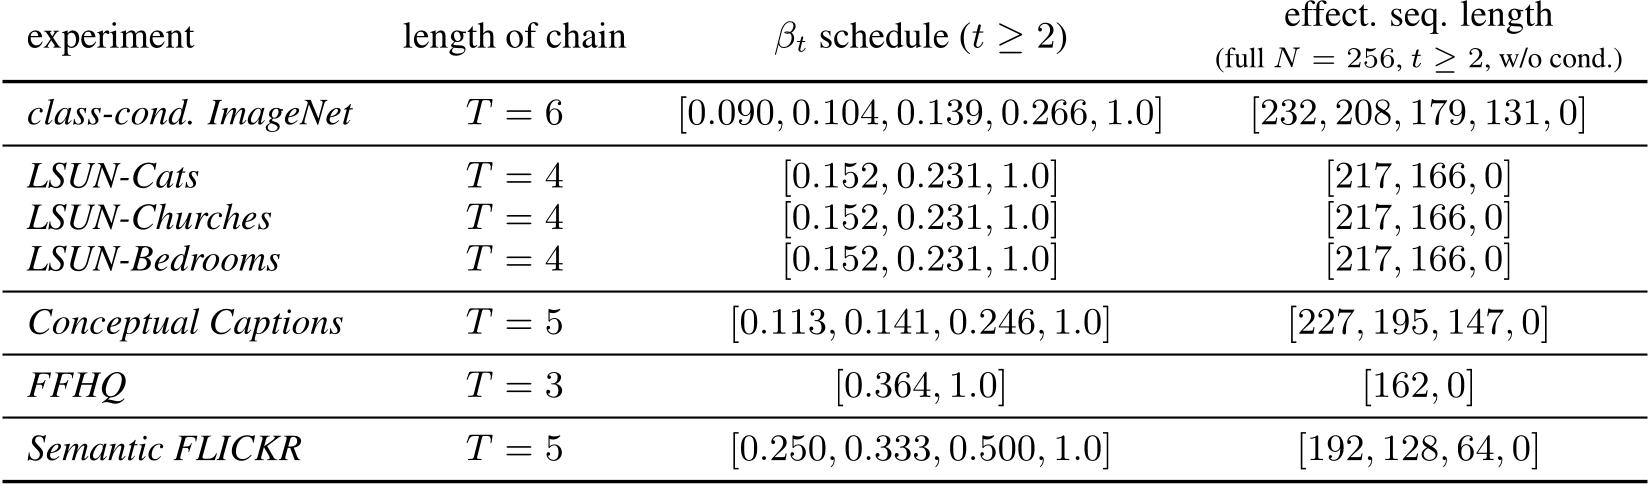 experiment length of chain βt schedule (t ≥ 2) effect. seq. length
(full N = 256, t ≥ 2, w/o cond.)
class-cond. ImageNet T = 6 [0.090, 0.104, 0.139, 0.266, 1.0] [232, 208, 179, 131, 0]
LSUN-Cats T = 4 [0.152, 0.231, 1.0] [217, 166, 0]
LSUN-Churches T = 4 [0.152, 0.231, 1.0] [217, 166, 0]
LSUN-Bedrooms T = 4 [0.152, 0.231, 1.0] [217, 166, 0]
Conceptual Captions T = 5 [0.113, 0.141, 0.246, 1.0] [227, 195, 147, 0]
FFHQ T = 3 [0.364, 1.0] [162, 0]
Semantic FLICKR T = 5 [0.250, 0.333, 0.500, 1.0] [192, 128, 64, 0]